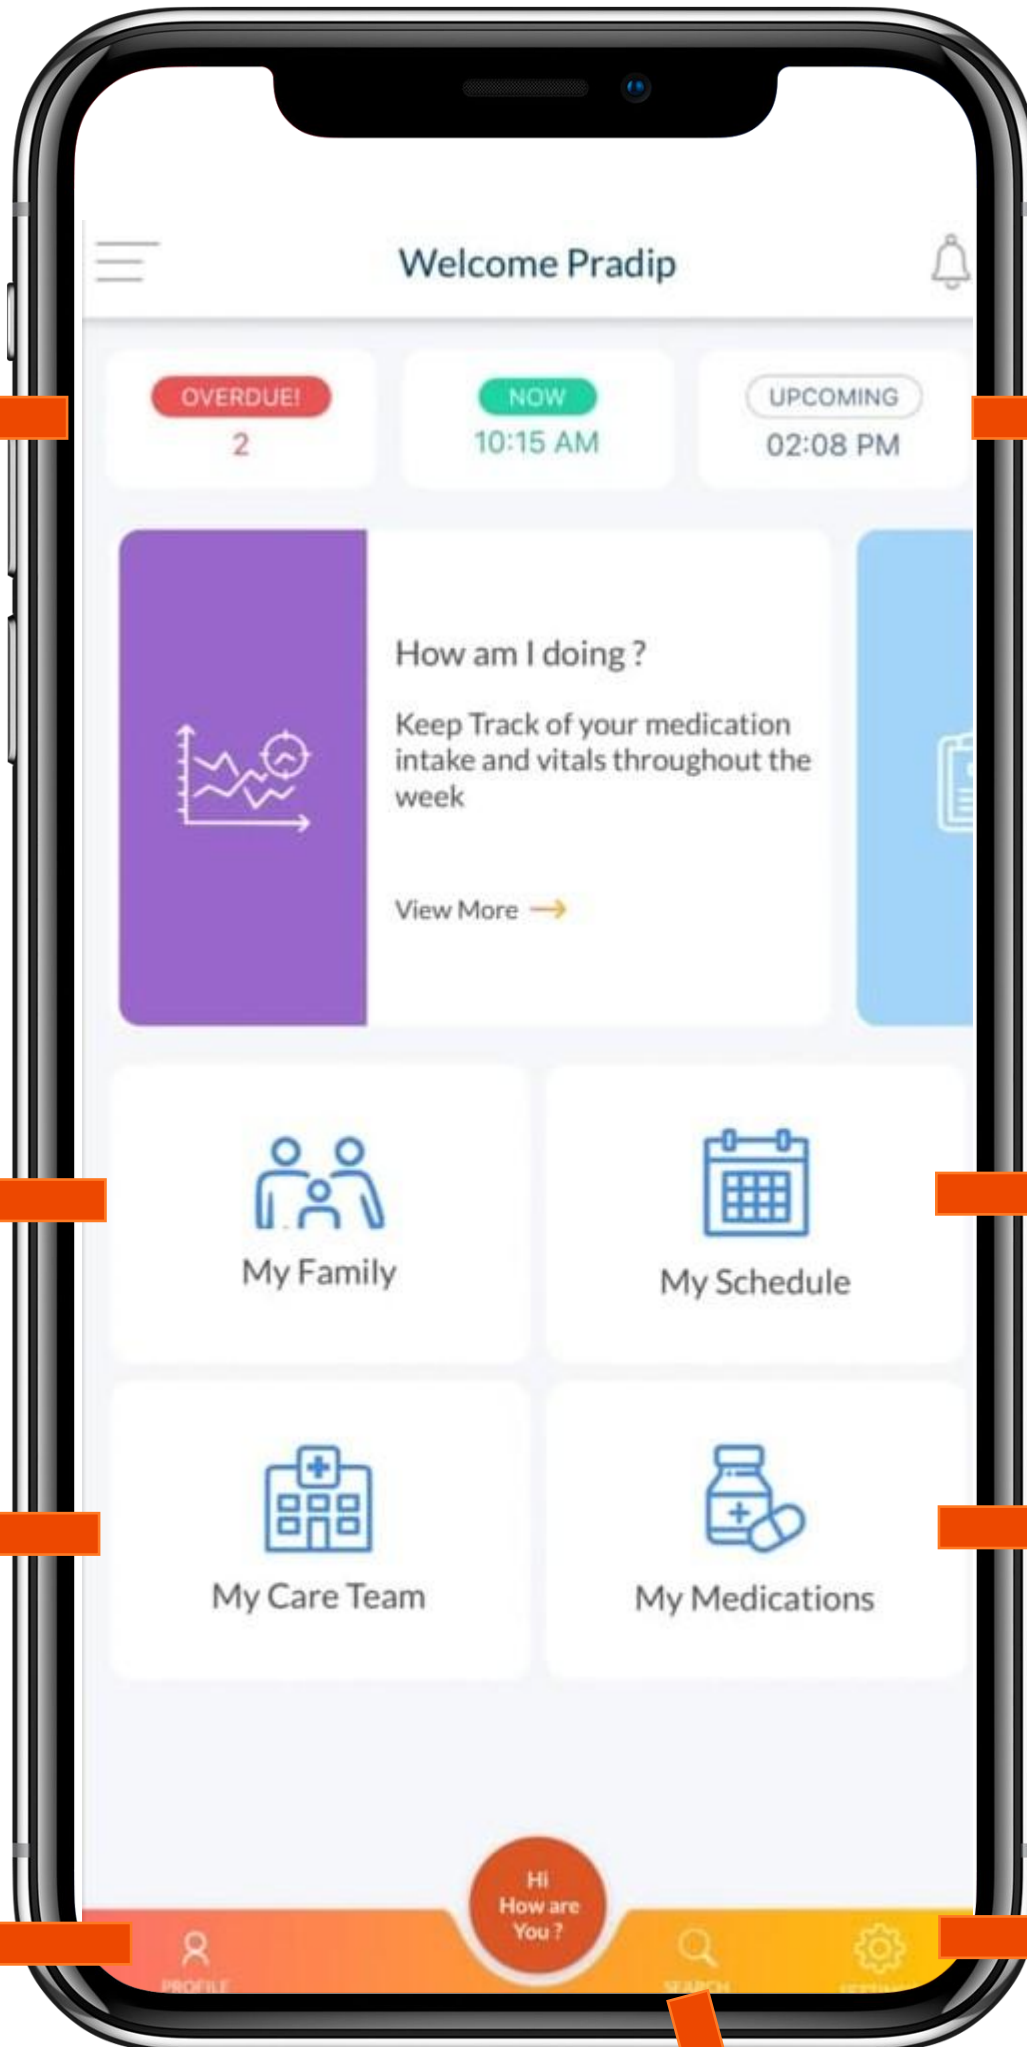 Welcome Pradip
OVERDUE!
NOW
UPCOMING
2
10:15 AM
02:08 PM
How am I doing ?
Keep Track of your medication
intake and vitals throughout the
week
View More
My Family
My Schedule
My Care Team
My Medications
Hi
How are
You ?
PROFILE
SEARCH